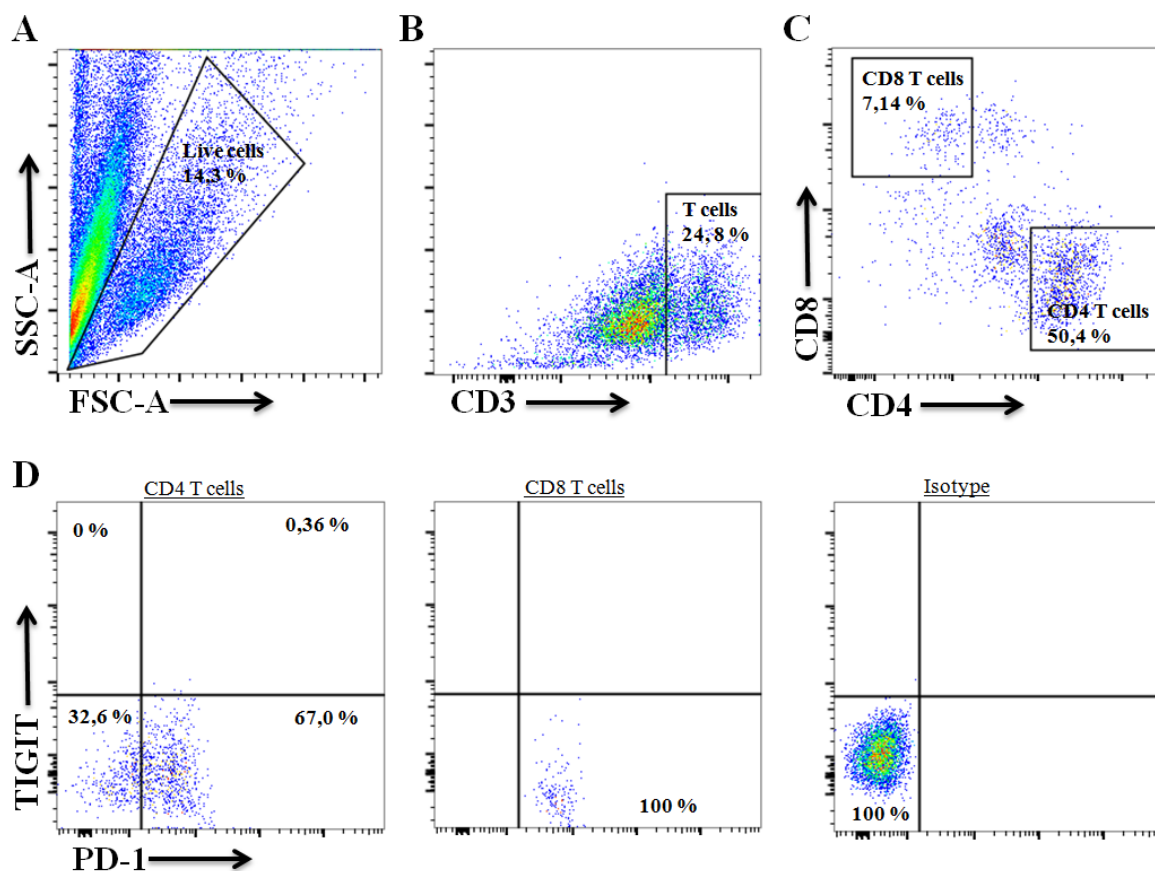 A
B
C
Live cells
14,3 %
SSC-A
FSC-A
T cells
24,8 %
CD3
CD8 T cells
7,14 %
CD4 T cells
50,4 %
CD8
CD4
D
CD4 T cells
0 %
0,36 %
32,6 %
67,0 %
TIGIT
PD-1
CD8 T cells
100 %
Isotype
100 %